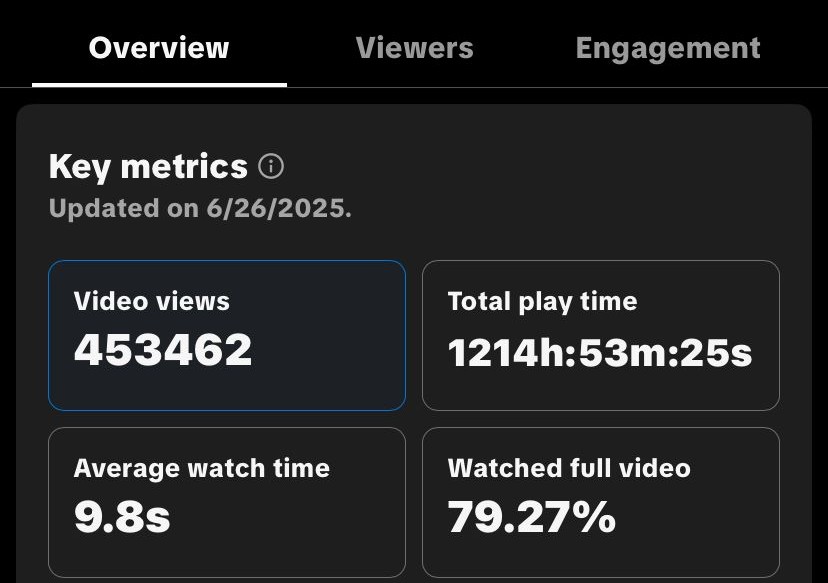 Overview Viewers Engagement
Key metrics
Updated on 6/26/2025.
Video views
453462
Total play time
1214h:53m:25s
Average watch time
9.8s
Watched full video
79.27%